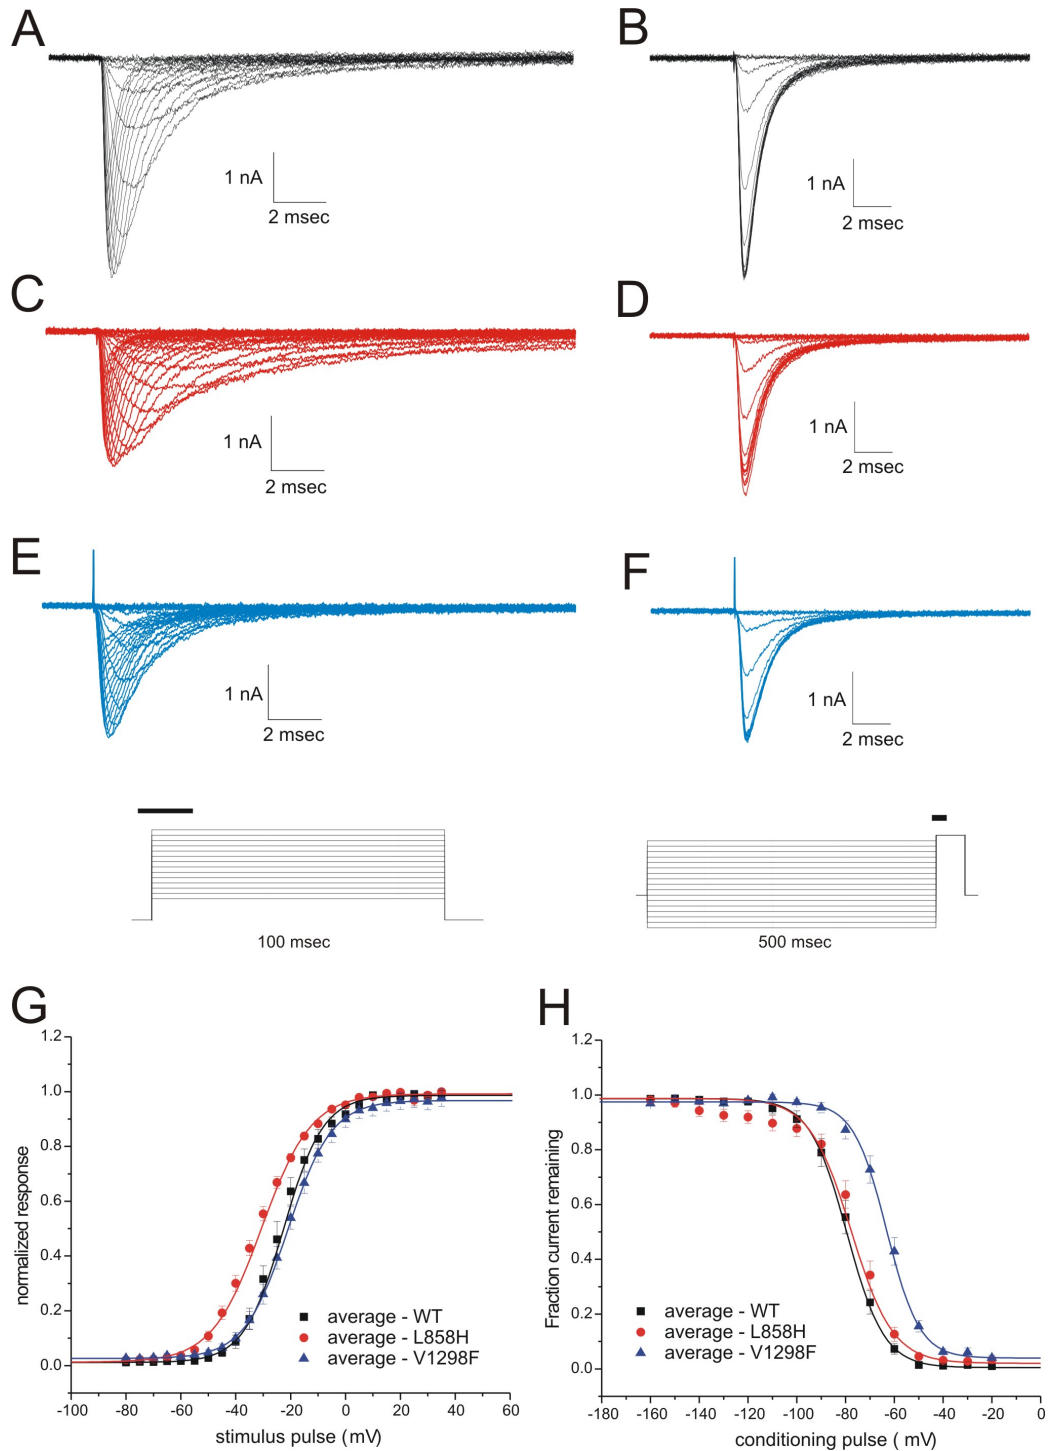 A
B
1 nA
2 msec
1 nA
2 msec
C
D
1 nA
2 msec
1 nA
2 msec
E
F
1 nA
2 msec
1 nA
2 msec
100 msec
500 msec
G
1.2
1.0
0.8
0.6
0.4
0.2
0.0
normalized response
average - WT
average - L858H
average - V1298F
-100 -80 -60 -40 -20 0 20 40 60
stimulus pulse ( mV)
H
1.2
1.0
0.8
0.6
0.4
0.2
0.0
Fraction current remaining
average - WT
average - L858H
average - V1298F
-180 -160 -140 -120 -100 -80 -60 -40 -20 0
conditioning pulse ( mV)